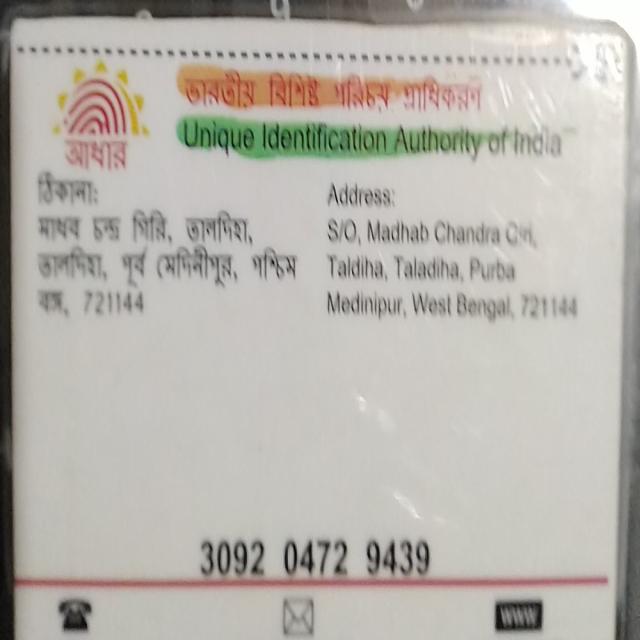 ভারতীয় বিশিষ্ট পরিচয় প্রাধিকরণ
Unique Identification Authority of India
আধার
ঠিকানা:
মাধব চন্দ্র গিরি, তালদিহা,
তালদিহা, পূর্ব মেদিনীপুর, পশ্চিম
বঙ্গ, 721144
Address:
S/O, Madhab Chandra Giri,
Taldiha, Taladiha, Purba
Medinipur, West Bengal, 721144
3092 0472 9439
www